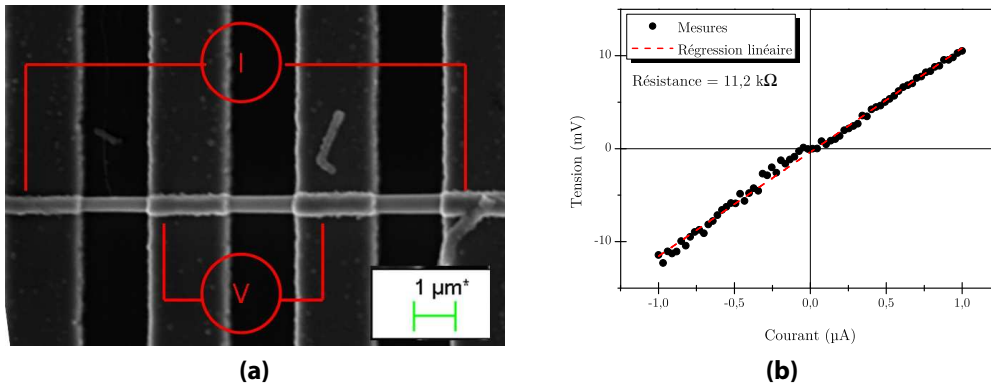 I
V
1 µm*
(a)
Mesures
Régression linéaire
Résistance = 11,2 kΩ
Tension (mV)
10
0
-10
-1,0 -0,5 0,0 0,5 1,0
Courant (µA)
(b)